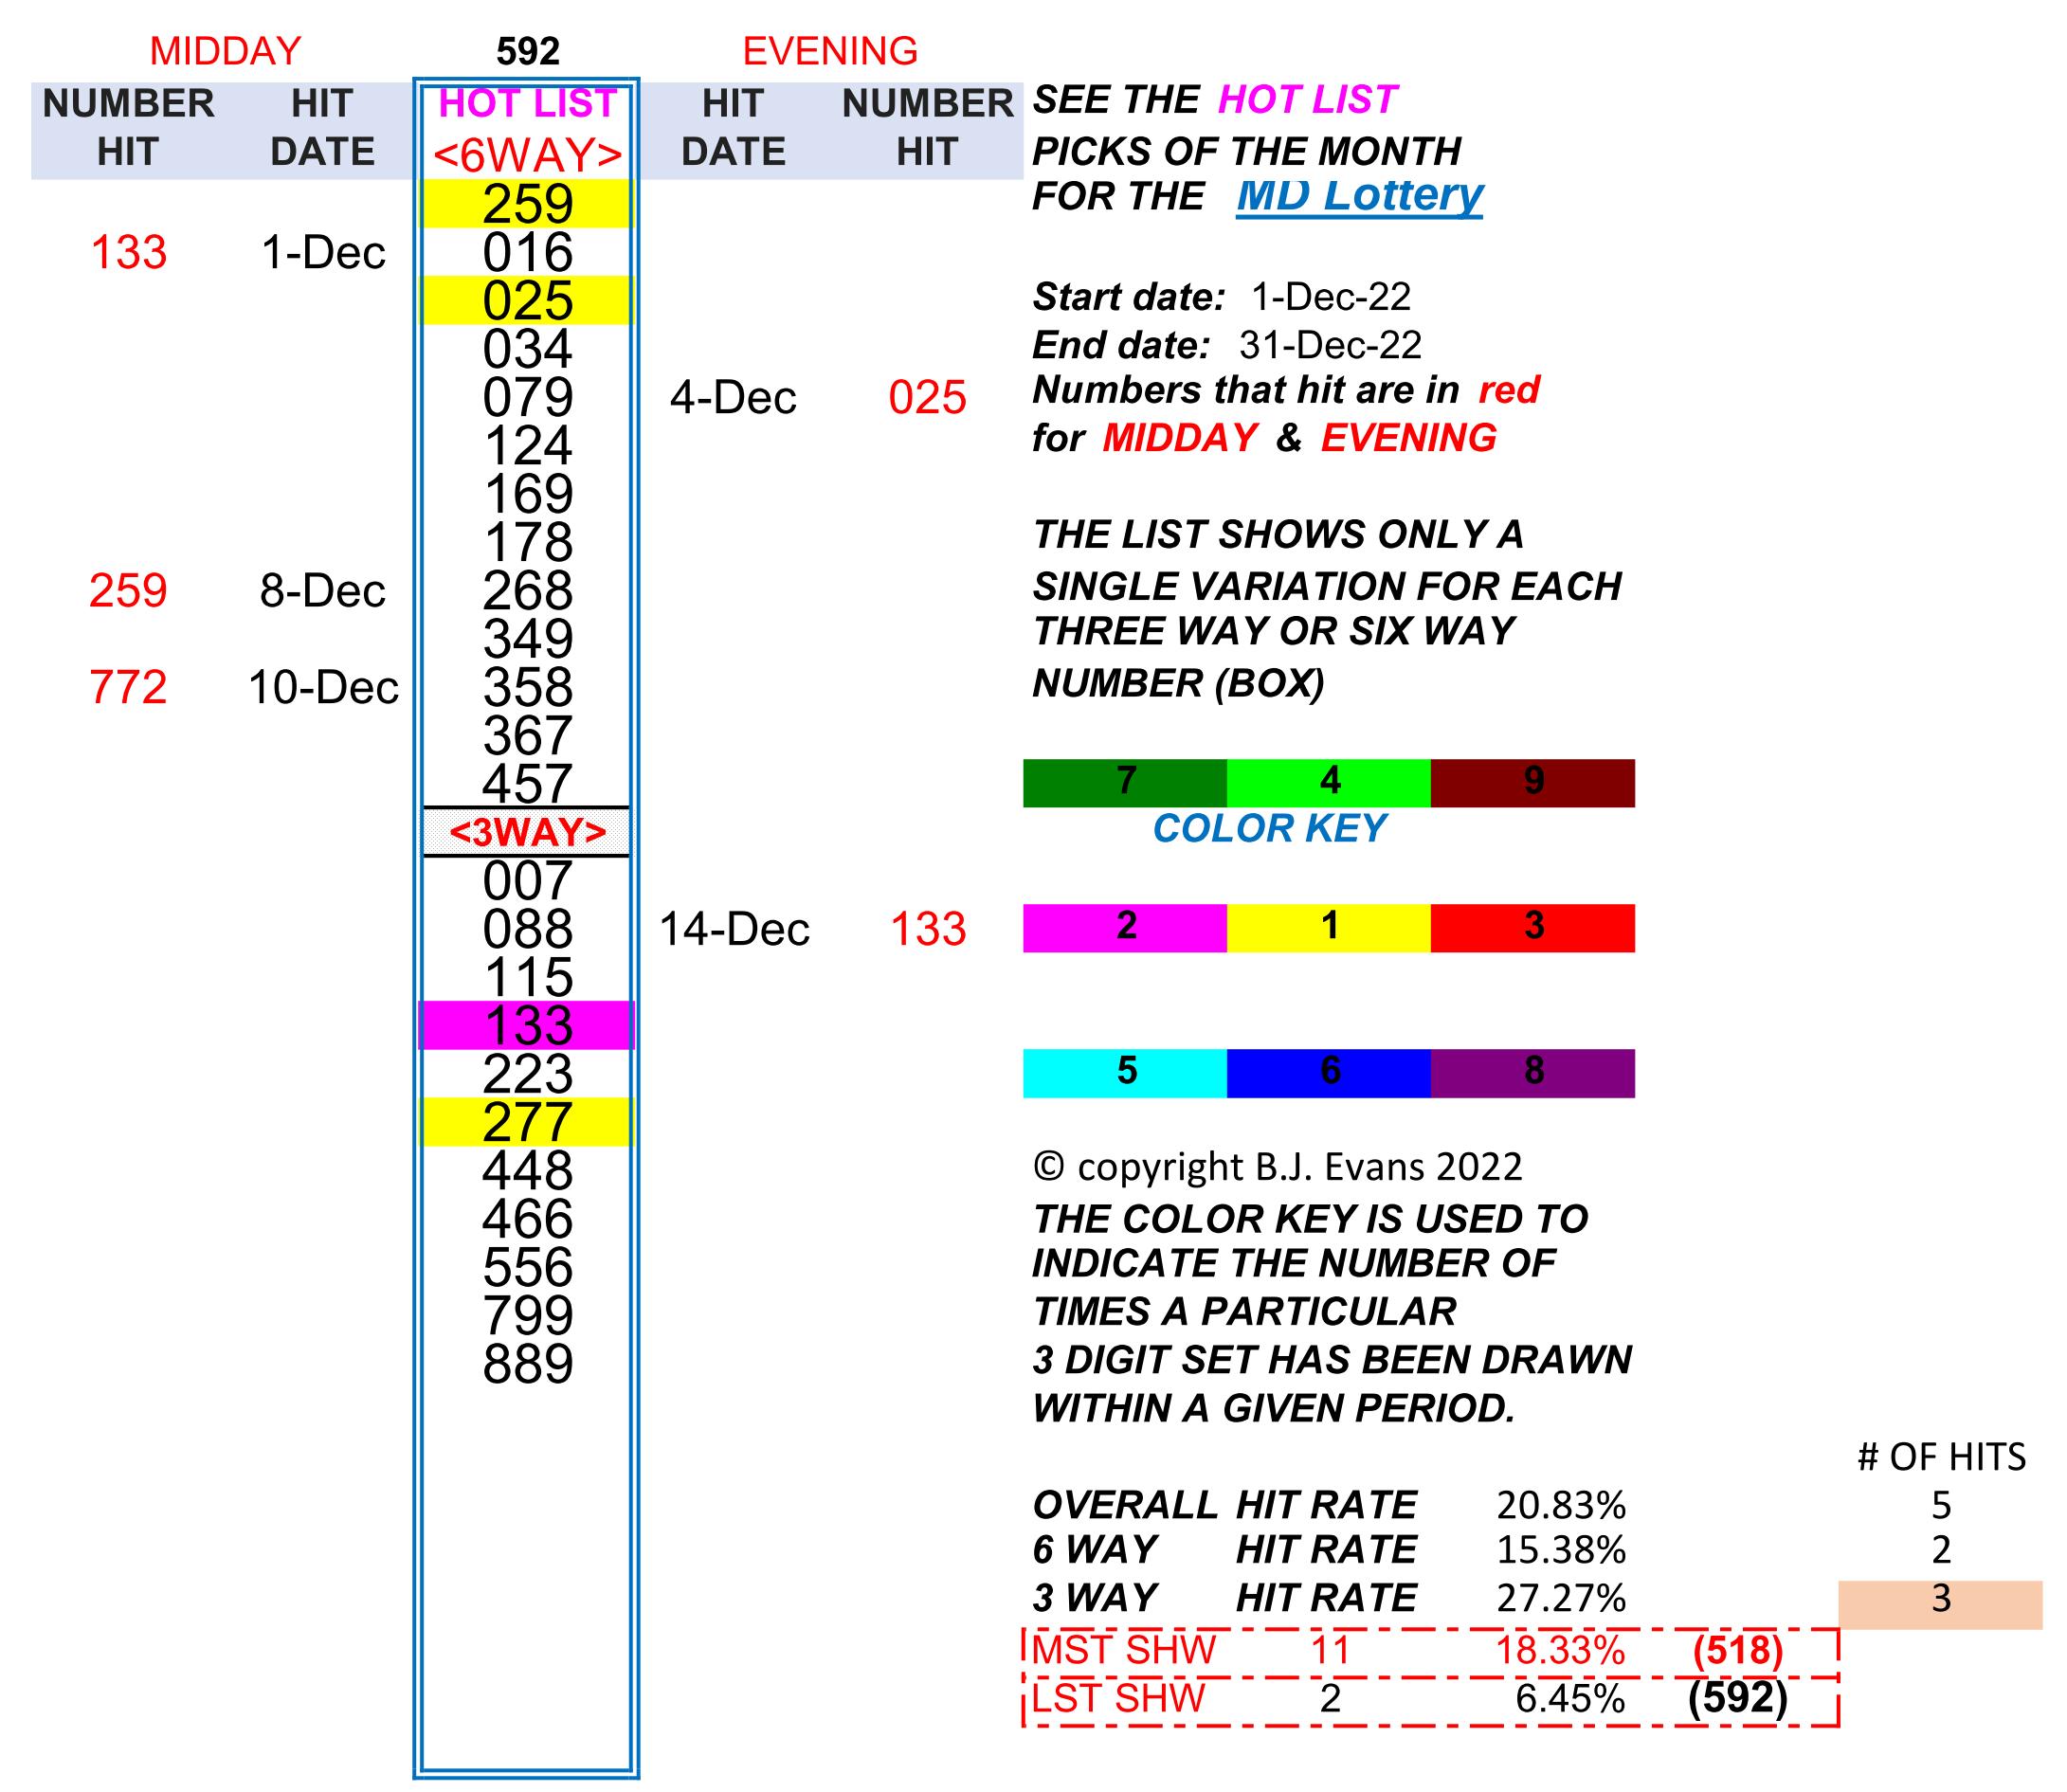 MIDDAY 592 EVENING
NUMBER HIT HOT LIST HIT NUMBER SEE THE HOT LIST
HIT DATE <6WAY> DATE HIT PICKS OF THE MONTH
259 FOR THE MD Lottery
133 1-Dec 016
025 Start date: 1-Dec-22
034 End date: 31-Dec-22
079 4-Dec 025 Numbers that hit are in red
124 for MIDDAY & EVENING
169
178 THE LIST SHOWS ONLY A
259 8-Dec 268 SINGLE VARIATION FOR EACH
349 THREE WAY OR SIX WAY
772 10-Dec 358 NUMBER (BOX)
367
457 7 4 9
<3WAY> COLOR KEY
007
088 14-Dec 133 2 1 3
115
133
223 5 6 8
277
448 © copyright B.J. Evans 2022
466 THE COLOR KEY IS USED TO
556 INDICATE THE NUMBER OF
799 TIMES A PARTICULAR
889 3 DIGIT SET HAS BEEN DRAWN
WITHIN A GIVEN PERIOD.
# OF HITS
OVERALL HIT RATE 20.83% 5
6 WAY HIT RATE 15.38% 2
3 WAY HIT RATE 27.27% 3
MST SHW 11 18.33% (518)
LST SHW 2 6.45% (592)